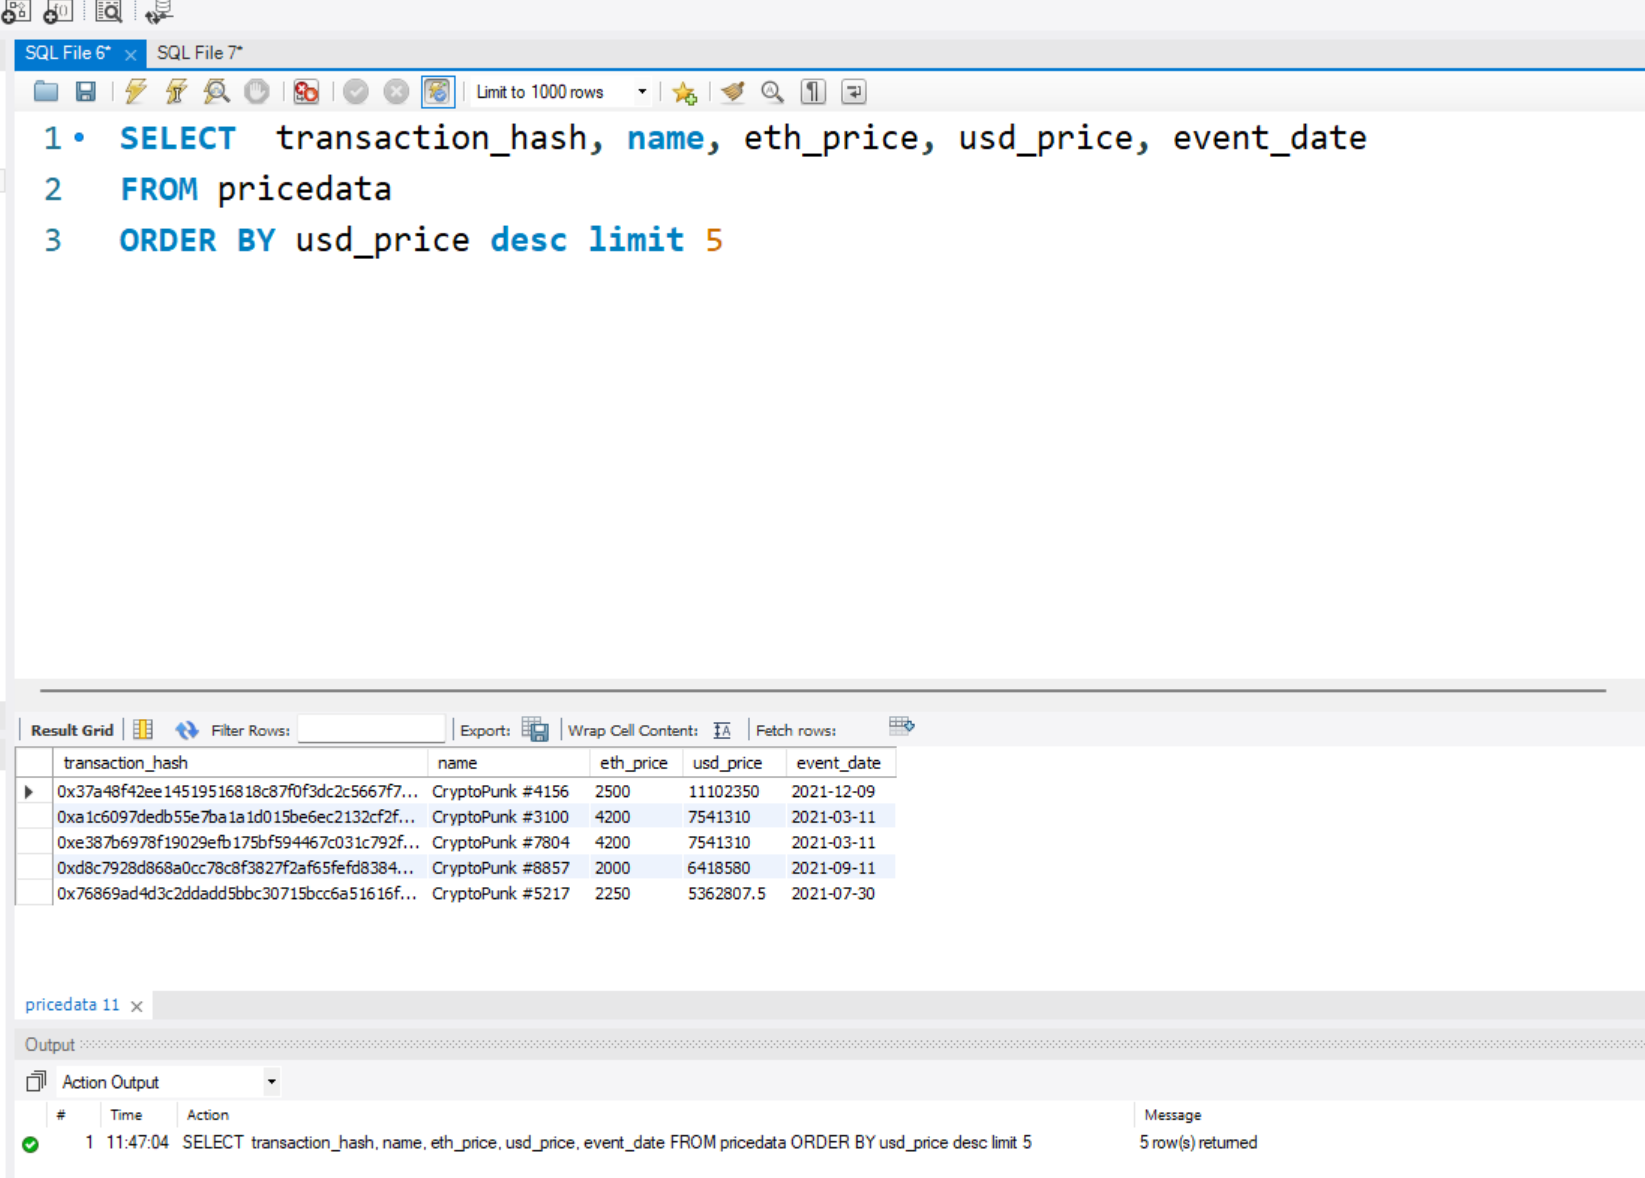 SQL File 6* SQL File 7*
Limit to 1000 rows
1 SELECT  transaction_hash, name, eth_price, usd_price, event_date
2 FROM pricedata
3 ORDER BY usd_price desc limit 5
Result Grid Filter Rows: Export: Wrap Cell Content: Fetch rows:
transaction_hash name eth_price usd_price event_date
0x37a48f42ee14519516818c87f0f3dc2c5667f7... CryptoPunk #4156 2500 11102350 2021-12-09
0xa1c6097dedb55e7ba1a1d015be6ec2132cf2f... CryptoPunk #3100 4200 7541310 2021-03-11
0xe387b6978f19029efb175bf594467c031c792f... CryptoPunk #7804 4200 7541310 2021-03-11
0xd8c7928d868a0cc78c8f3827f2af65fefd8384... CryptoPunk #8857 2000 6418580 2021-09-11
0x76869ad4d3c2ddadd5bbc30715bcc6a51616f... CryptoPunk #5217 2250 5362807.5 2021-07-30
pricedata 11
Output
Action Output
# Time Action Message
1 11:47:04 SELECT  transaction_hash, name, eth_price, usd_price, event_date FROM pricedata ORDER BY usd_price desc limit 5 5 row(s) returned